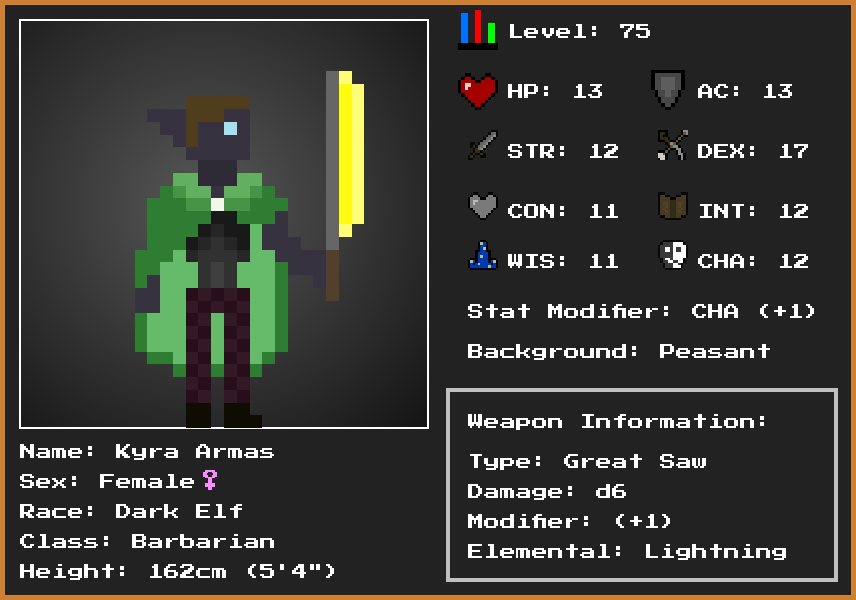 Level: 75
HP: 13
AC: 13
STR: 12
DEX: 17
CON: 11
INT: 12
WIS: 11
CHA: 12
Stat Modifier: CHA (+1)
Background: Peasant
Weapon Information:
Type: Great Saw
Damage: d6
Modifier: (+1)
Elemental: Lightning
Name: Kyra Armas
Sex: Female♀
Race: Dark Elf
Class: Barbarian
Height: 162cm (5'4")